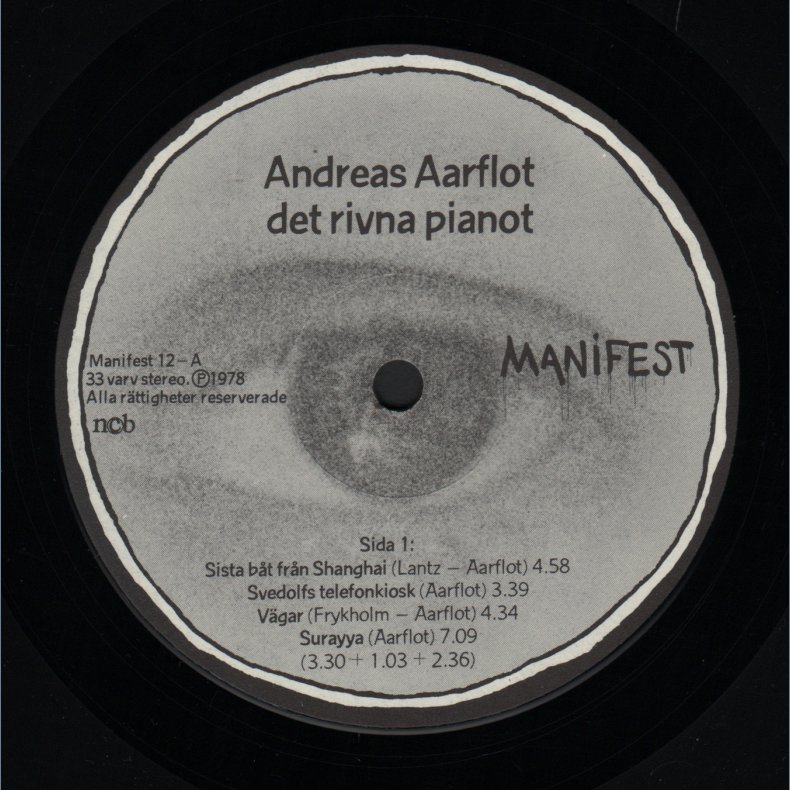 Andreas Aarflot
det rivna pianot
MANiFEST
Manifest 12 – A
33 varv stereo. Ⓟ1978
Alla rättigheter reserverade
ncb
Sida 1:
Sista båt från Shanghai (Lantz – Aarflot) 4.58
Svedolfs telefonkiosk (Aarflot) 3.39
Vägar (Frykholm – Aarflot) 4.34
Surayya (Aarflot) 7.09
(3.30 + 1.03 + 2.36)